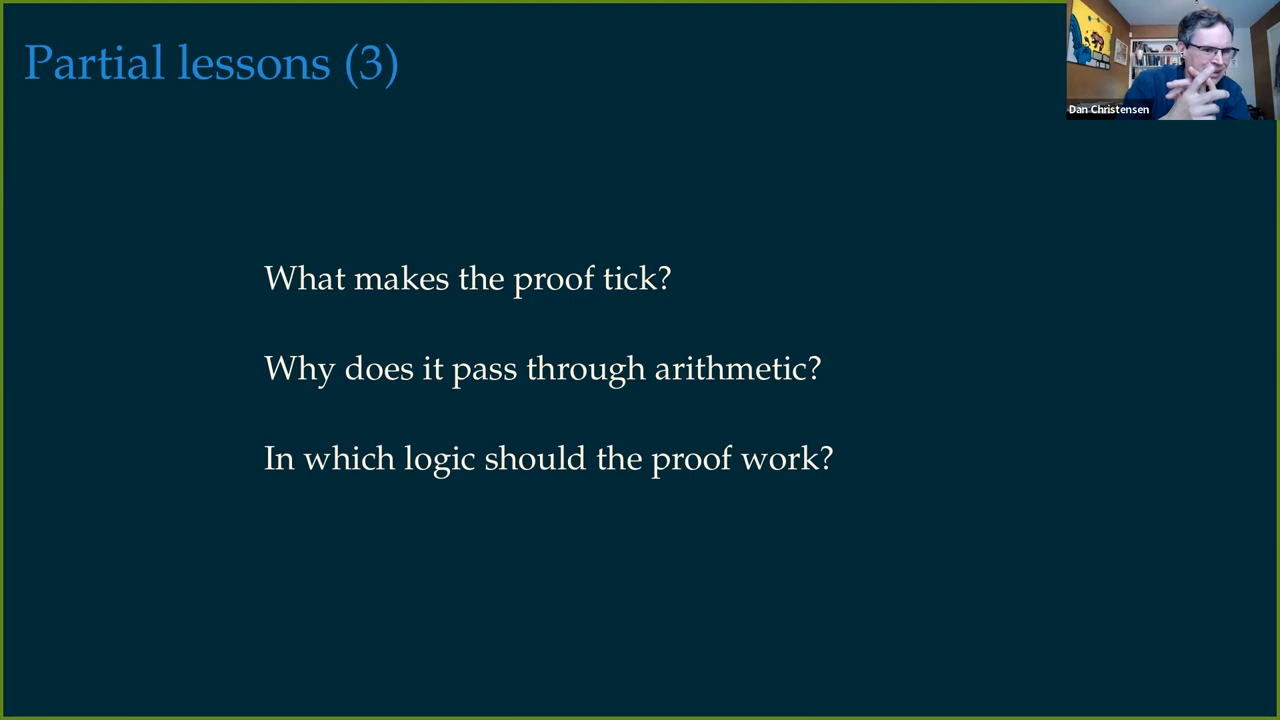 Partial lessons (3)
Dan Christensen
What makes the proof tick?
Why does it pass through arithmetic?
In which logic should the proof work?